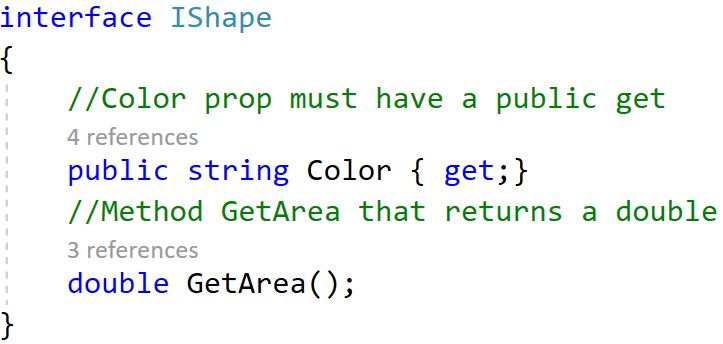 interface IShape
{
//Color prop must have a public get
4 references
public string Color { get;}
//Method GetArea that returns a double
3 references
double GetArea();
}